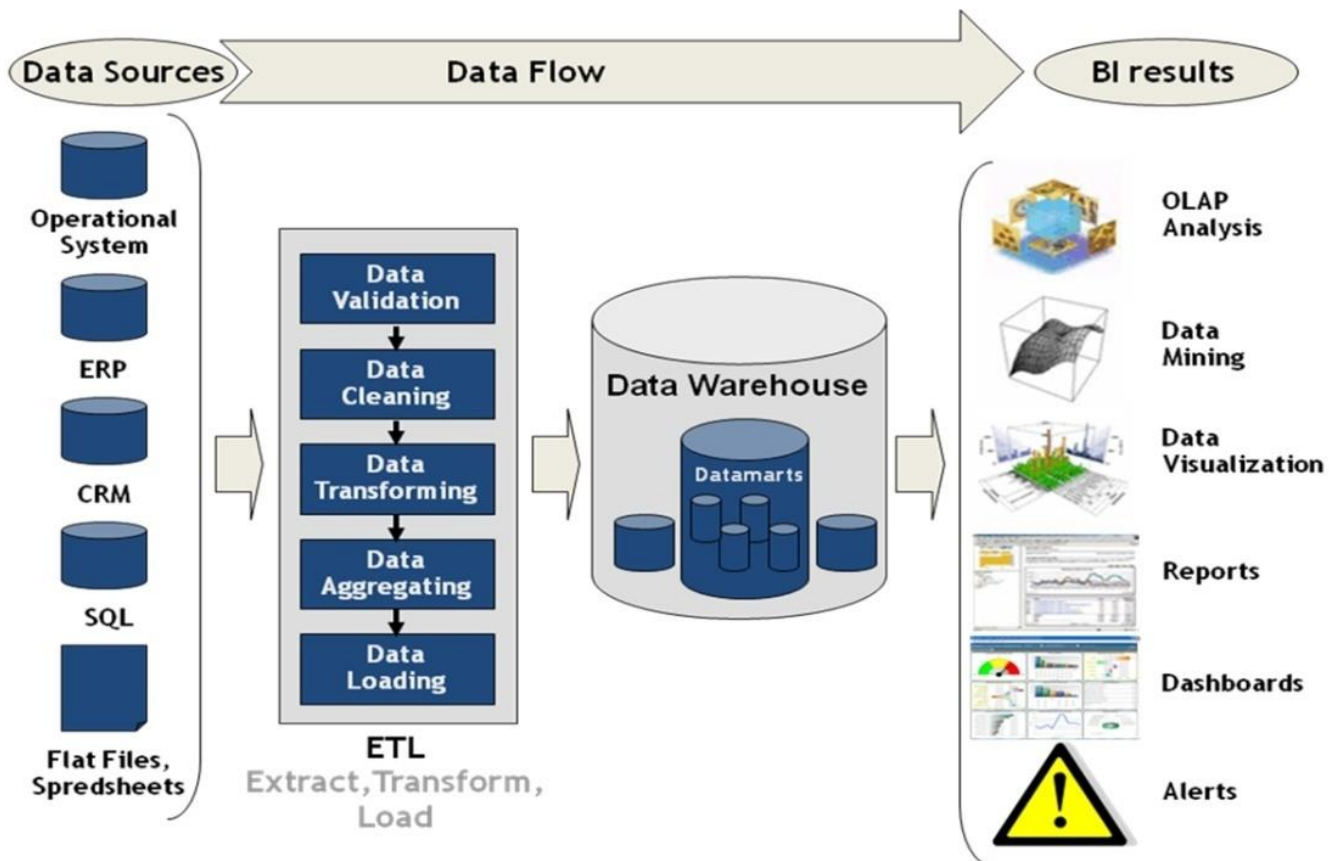 Data Sources
Data Flow
BI results
Operational
System
ERP
CRM
SQL
Flat Files,
Spredsheets
Data
Validation
Data
Cleaning
Data
Transforming
Data
Aggregating
Data
Loading
ETL
Extract,Transform,
Load
Data Warehouse
Datamarts
OLAP
Analysis
Data
Mining
Data
Visualization
Reports
Dashboards
Alerts